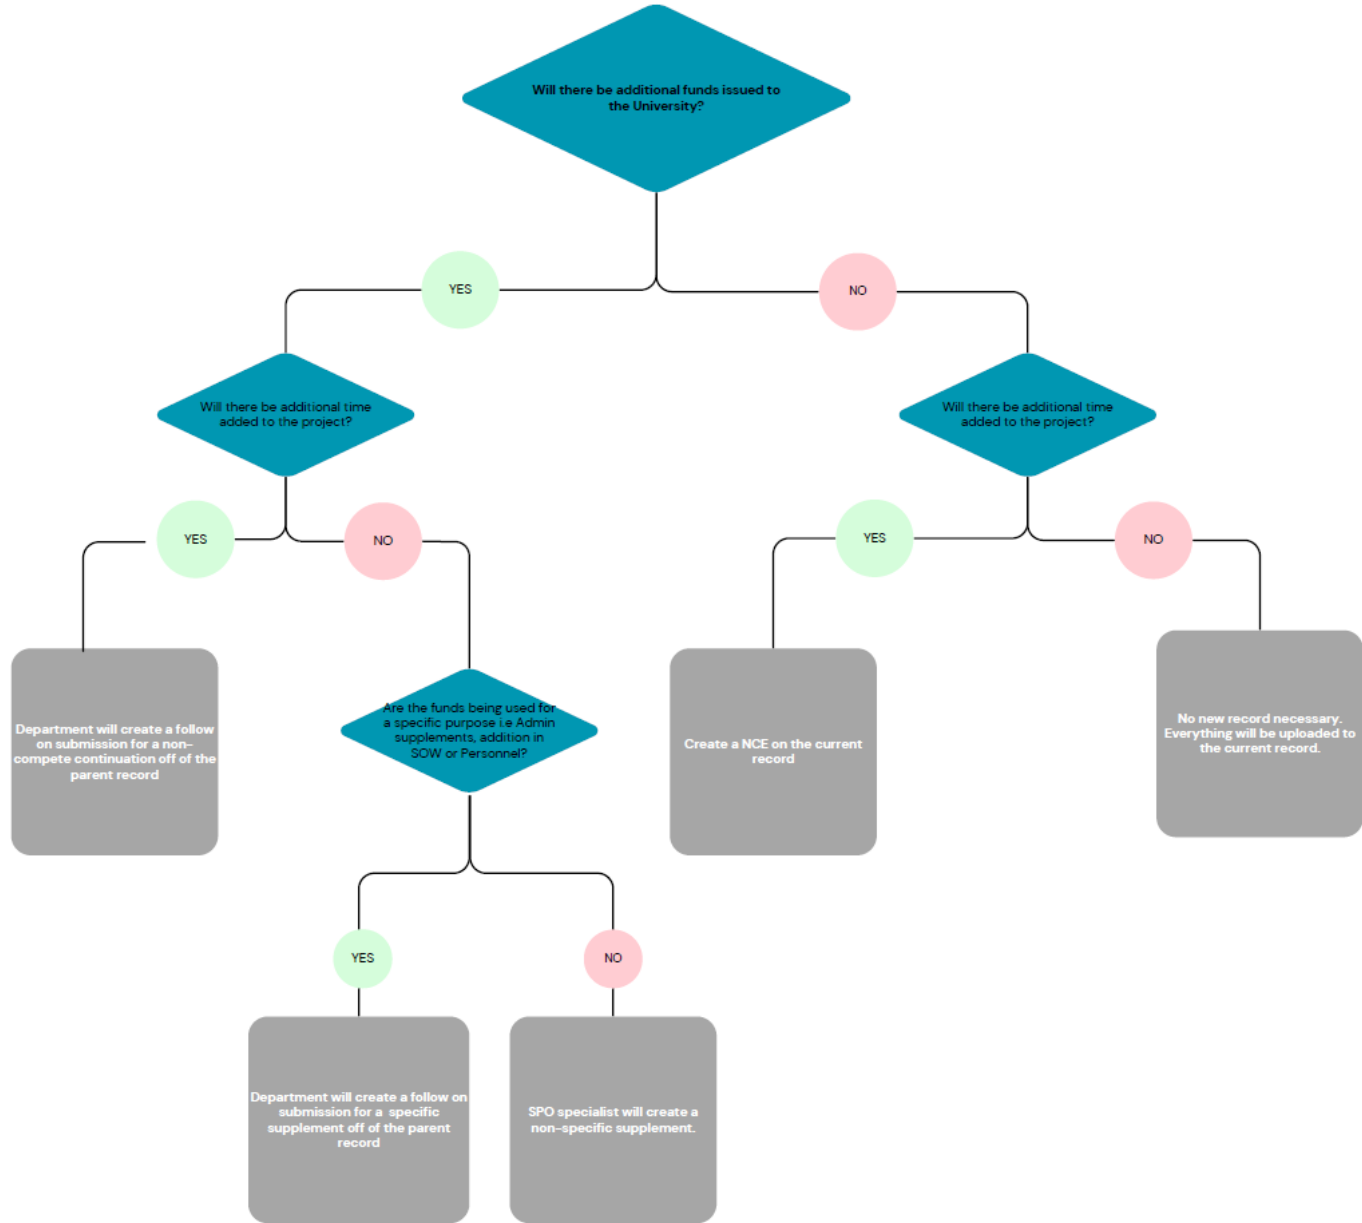 Will there be additional funds issued to
the University?
YES
NO
Will there be additional time
added to the project?
Will there be additional time
added to the project?
YES
NO
YES
NO
Department will create a follow
on submission for a non-
compete continuation off of the
parent record
Are the funds being used for
a specific purpose i.e Admin
supplements, addition in
SOW or Personnel?
Create a NCE on the current
record
No new record necessary.
Everything will be uploaded to
the current record.
YES
NO
Department will create a follow on
submission for a specific
supplement off of the parent
record
SPO specialist will create a
non-specific supplement.